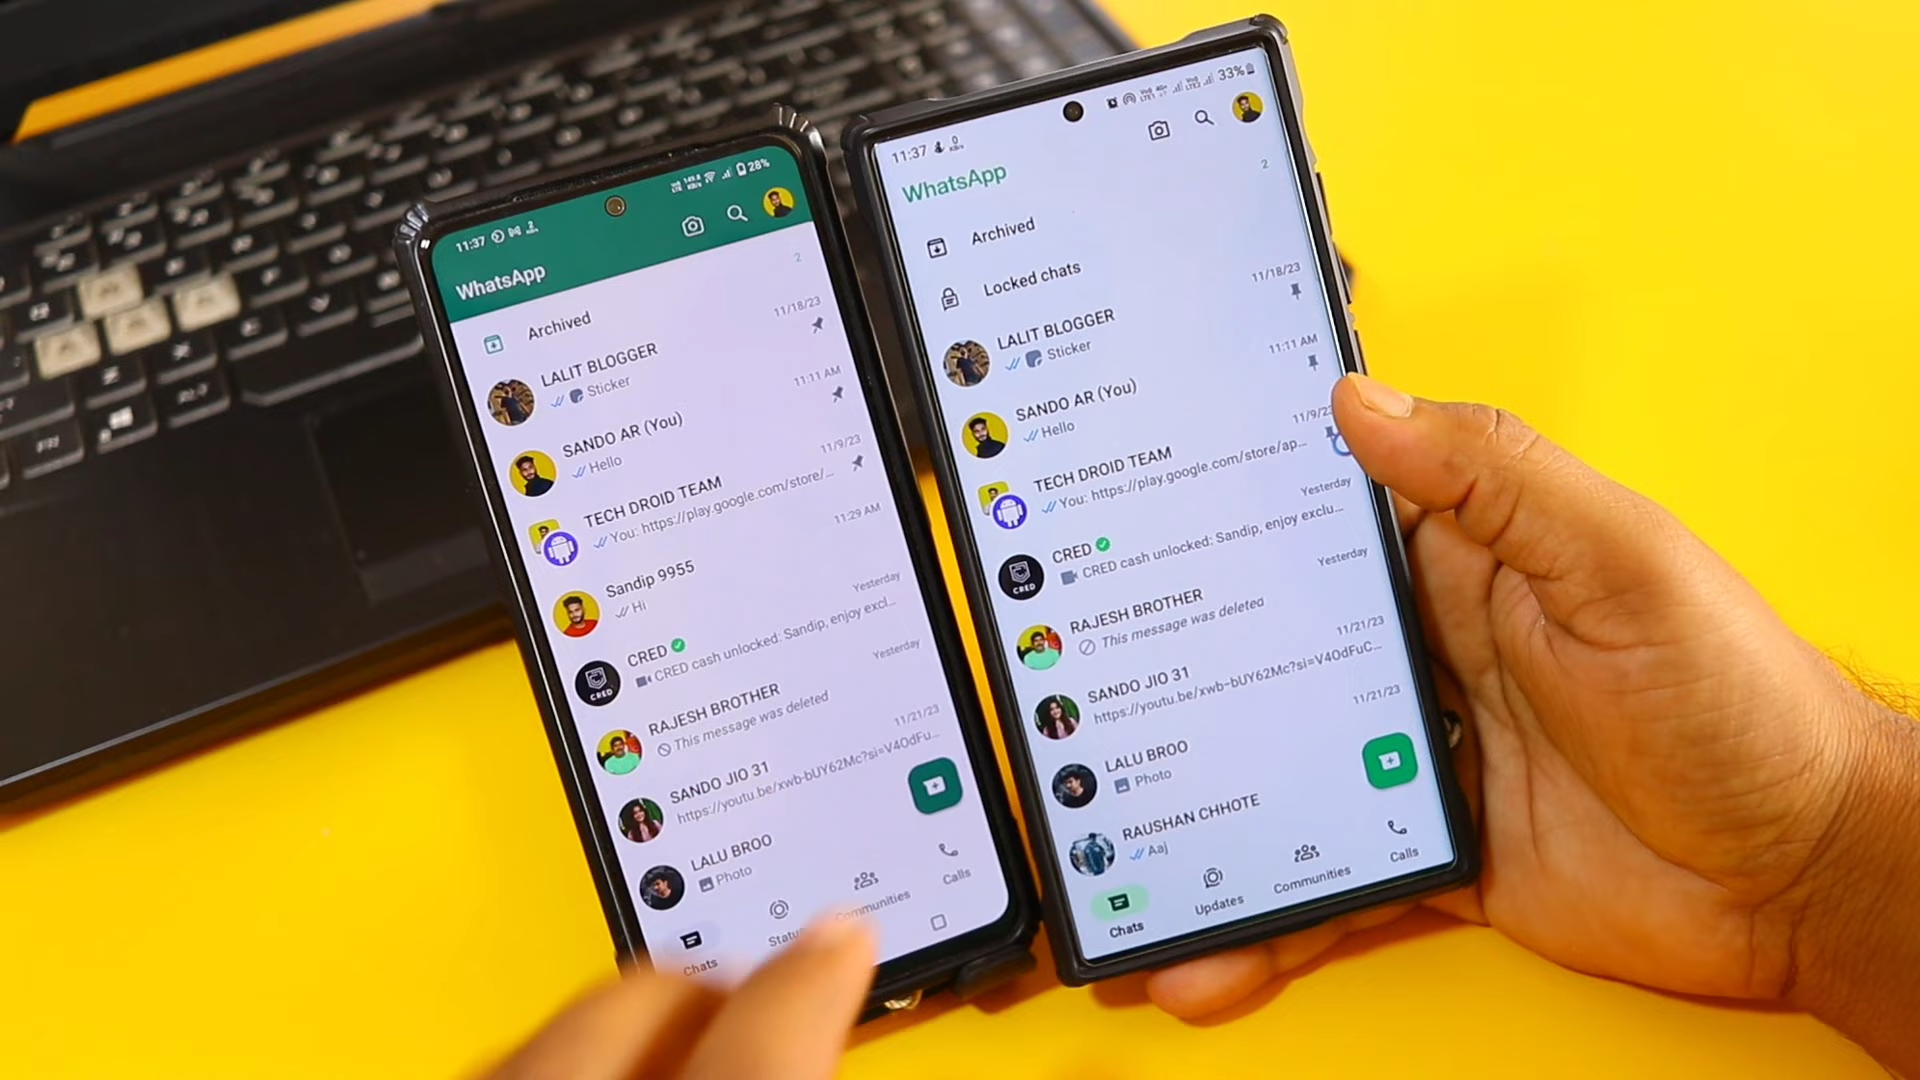 11:37
28%
WhatsApp
Archived
2
LALIT BLOGGER
11/18/23
Sticker
SANDO AR (You)
11:11 AM
Hello
TECH DROID TEAM
11/9/23
You: https://play.google.com/store/...
Sandip 9955
11:29 AM
Hi
CRED
Yesterday
CRED cash unlocked: Sandip, enjoy excl...
RAJESH BROTHER
Yesterday
This message was deleted
SANDO JIO 31
11/21/23
https://youtu.be/xwb-bUY62Mc?si=V4OdFu...
LALU BROO
Photo
Chats
Communities
Calls
11:37
33%
WhatsApp
Archived
2
Locked chats
LALIT BLOGGER
11/18/23
Sticker
SANDO AR (You)
11:11 AM
Hello
TECH DROID TEAM
11/9/23
You: https://play.google.com/store/ap...
CRED
Yesterday
CRED cash unlocked: Sandip, enjoy exclu...
RAJESH BROTHER
Yesterday
This message was deleted
SANDO JIO 31
11/21/23
https://youtu.be/xwb-bUY62Mc?si=V4OdFuC...
LALU BROO
11/21/23
Photo
RAUSHAN CHHOTE
Aaj
Chats
Updates
Communities
Calls